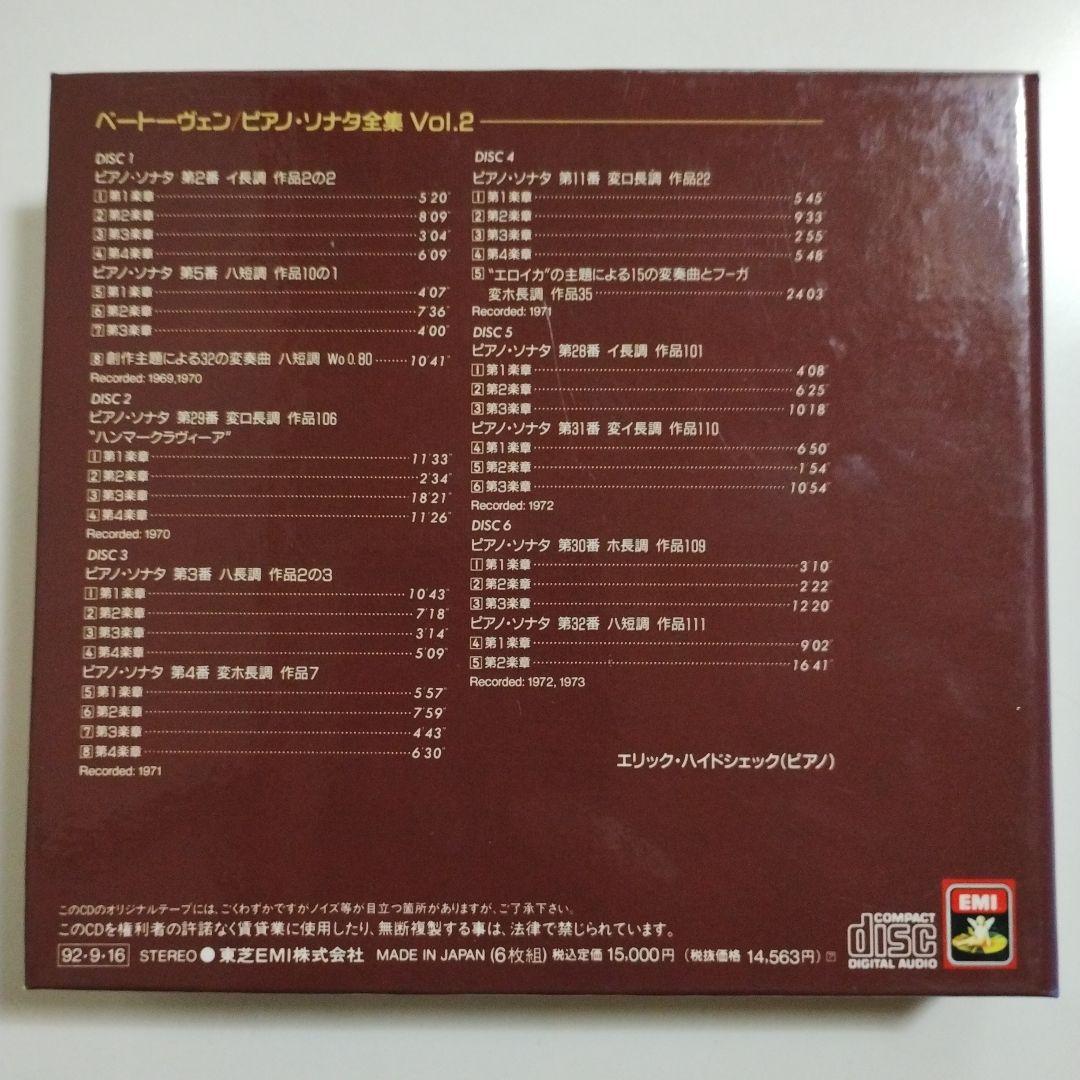 ベートーヴェン/ピアノ・ソナタ全集 Vol.2
DISC 1
ピアノ・ソナタ 第2番 イ長調 作品2の2
1 第1楽章 5'20"
2 第2楽章 8'09"
3 第3楽章 3'04"
4 第4楽章 6'09"
ピアノ・ソナタ 第5番 ハ短調 作品10の1
5 第1楽章 4'07"
6 第2楽章 7'36"
7 第3楽章 4'00"
8 創作主題による32の変奏曲 ハ短調 WoO.80 10'41"
Recorded: 1969,1970
DISC 2
ピアノ・ソナタ 第29番 変ロ長調 作品106
"ハンマークラヴィーア"
1 第1楽章 11'33"
2 第2楽章 2'34"
3 第3楽章 18'21"
4 第4楽章 11'26"
Recorded: 1970
DISC 3
ピアノ・ソナタ 第3番 ハ長調 作品2の3
1 第1楽章 10'43"
2 第2楽章 7'18"
3 第3楽章 3'14"
4 第4楽章 5'09"
ピアノ・ソナタ 第4番 変ホ長調 作品7
5 第1楽章 5'57"
6 第2楽章 7'59"
7 第3楽章 4'43"
8 第4楽章 6'30"
Recorded: 1971
DISC 4
ピアノ・ソナタ 第11番 変ロ長調 作品22
1 第1楽章 5'45"
2 第2楽章 9'33"
3 第3楽章 2'55"
4 第4楽章 5'48"
5 "エロイカ"の主題による15の変奏曲とフーガ
変ホ長調 作品35 24'03"
Recorded: 1971
DISC 5
ピアノ・ソナタ 第28番 イ長調 作品101
1 第1楽章 4'08"
2 第2楽章 6'25"
3 第3楽章 10'18"
ピアノ・ソナタ 第31番 変イ長調 作品110
4 第1楽章 6'50"
5 第2楽章 1'54"
6 第3楽章 10'54"
Recorded: 1972
DISC 6
ピアノ・ソナタ 第30番 ホ長調 作品109
1 第1楽章 3'10"
2 第2楽章 2'22"
3 第3楽章 12'20"
ピアノ・ソナタ 第32番 ハ短調 作品111
4 第1楽章 9'02"
5 第2楽章 16'41"
Recorded: 1972, 1973
エリック・ハイドシェック(ピアノ)
このCDのオリジナルテープには、ごくわずかですがノイズ等が目立つ箇所がありますが、ご了承下さい。
このCDを権利者の許諾なく賃貸業に使用したり、無断複製する事は、法律で禁じられています。
92・9・16 STEREO ● 東芝EMI株式会社 MADE IN JAPAN (6枚組) 税込定価 15,000円 (税抜価格 14,563円)
COMPACT
disc
DIGITAL AUDIO
EMI